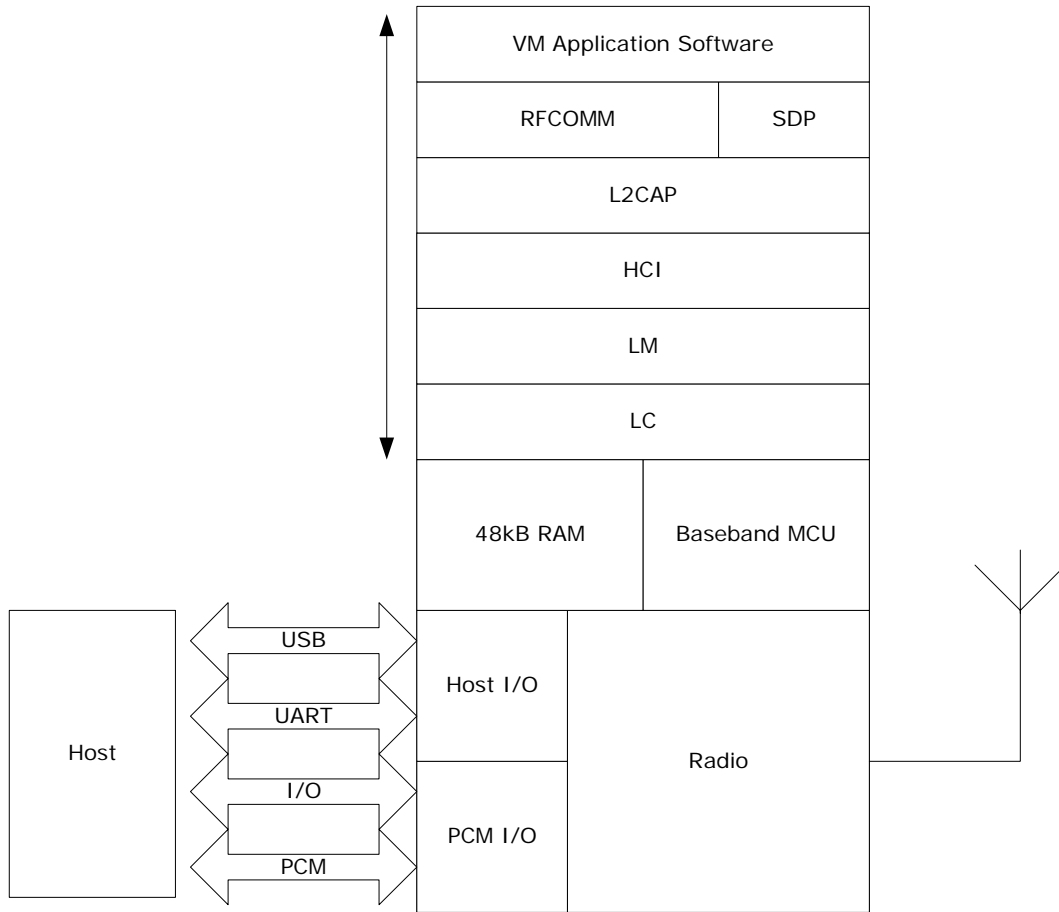 VM Application Software
RFCOMM
SDP
L2CAP
HCI
LM
LC
48kB RAM
Baseband MCU
USB
Host I/O
UART
Host
Radio
I/O
PCM I/O
PCM